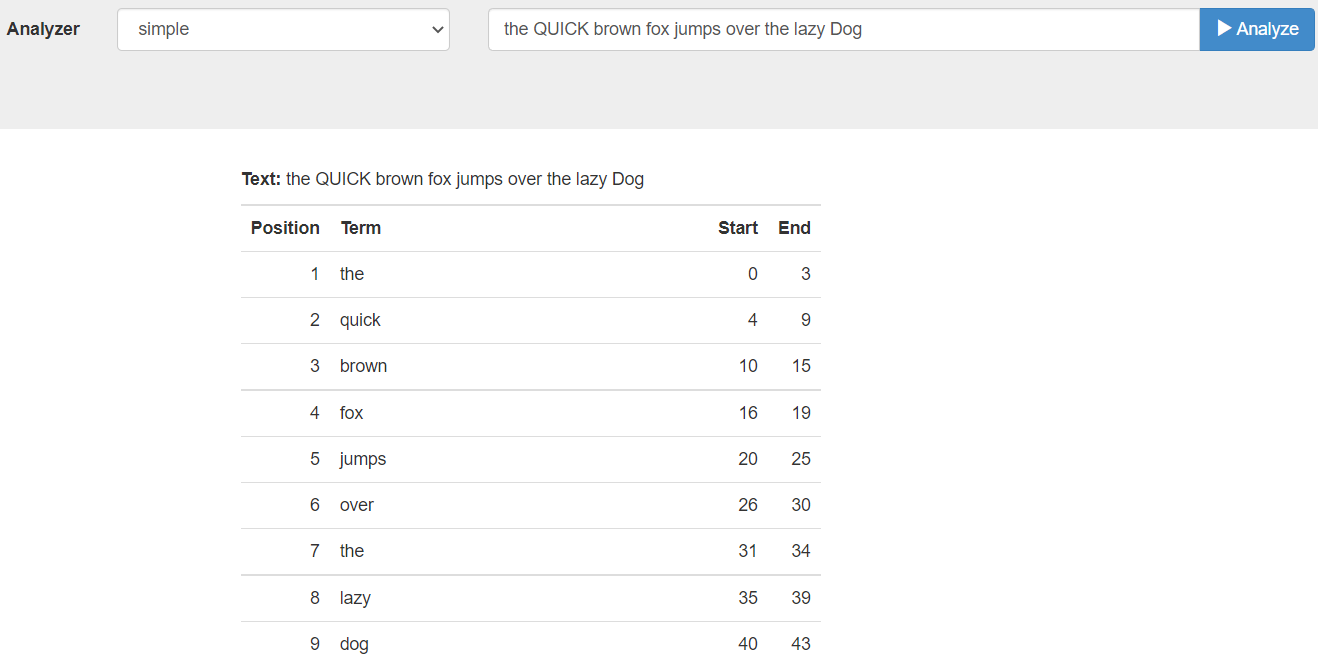 Analyzer simple the QUICK brown fox jumps over the lazy Dog Analyze
Text: the QUICK brown fox jumps over the lazy Dog
Position Term Start End
1 the 0 3
2 quick 4 9
3 brown 10 15
4 fox 16 19
5 jumps 20 25
6 over 26 30
7 the 31 34
8 lazy 35 39
9 dog 40 43